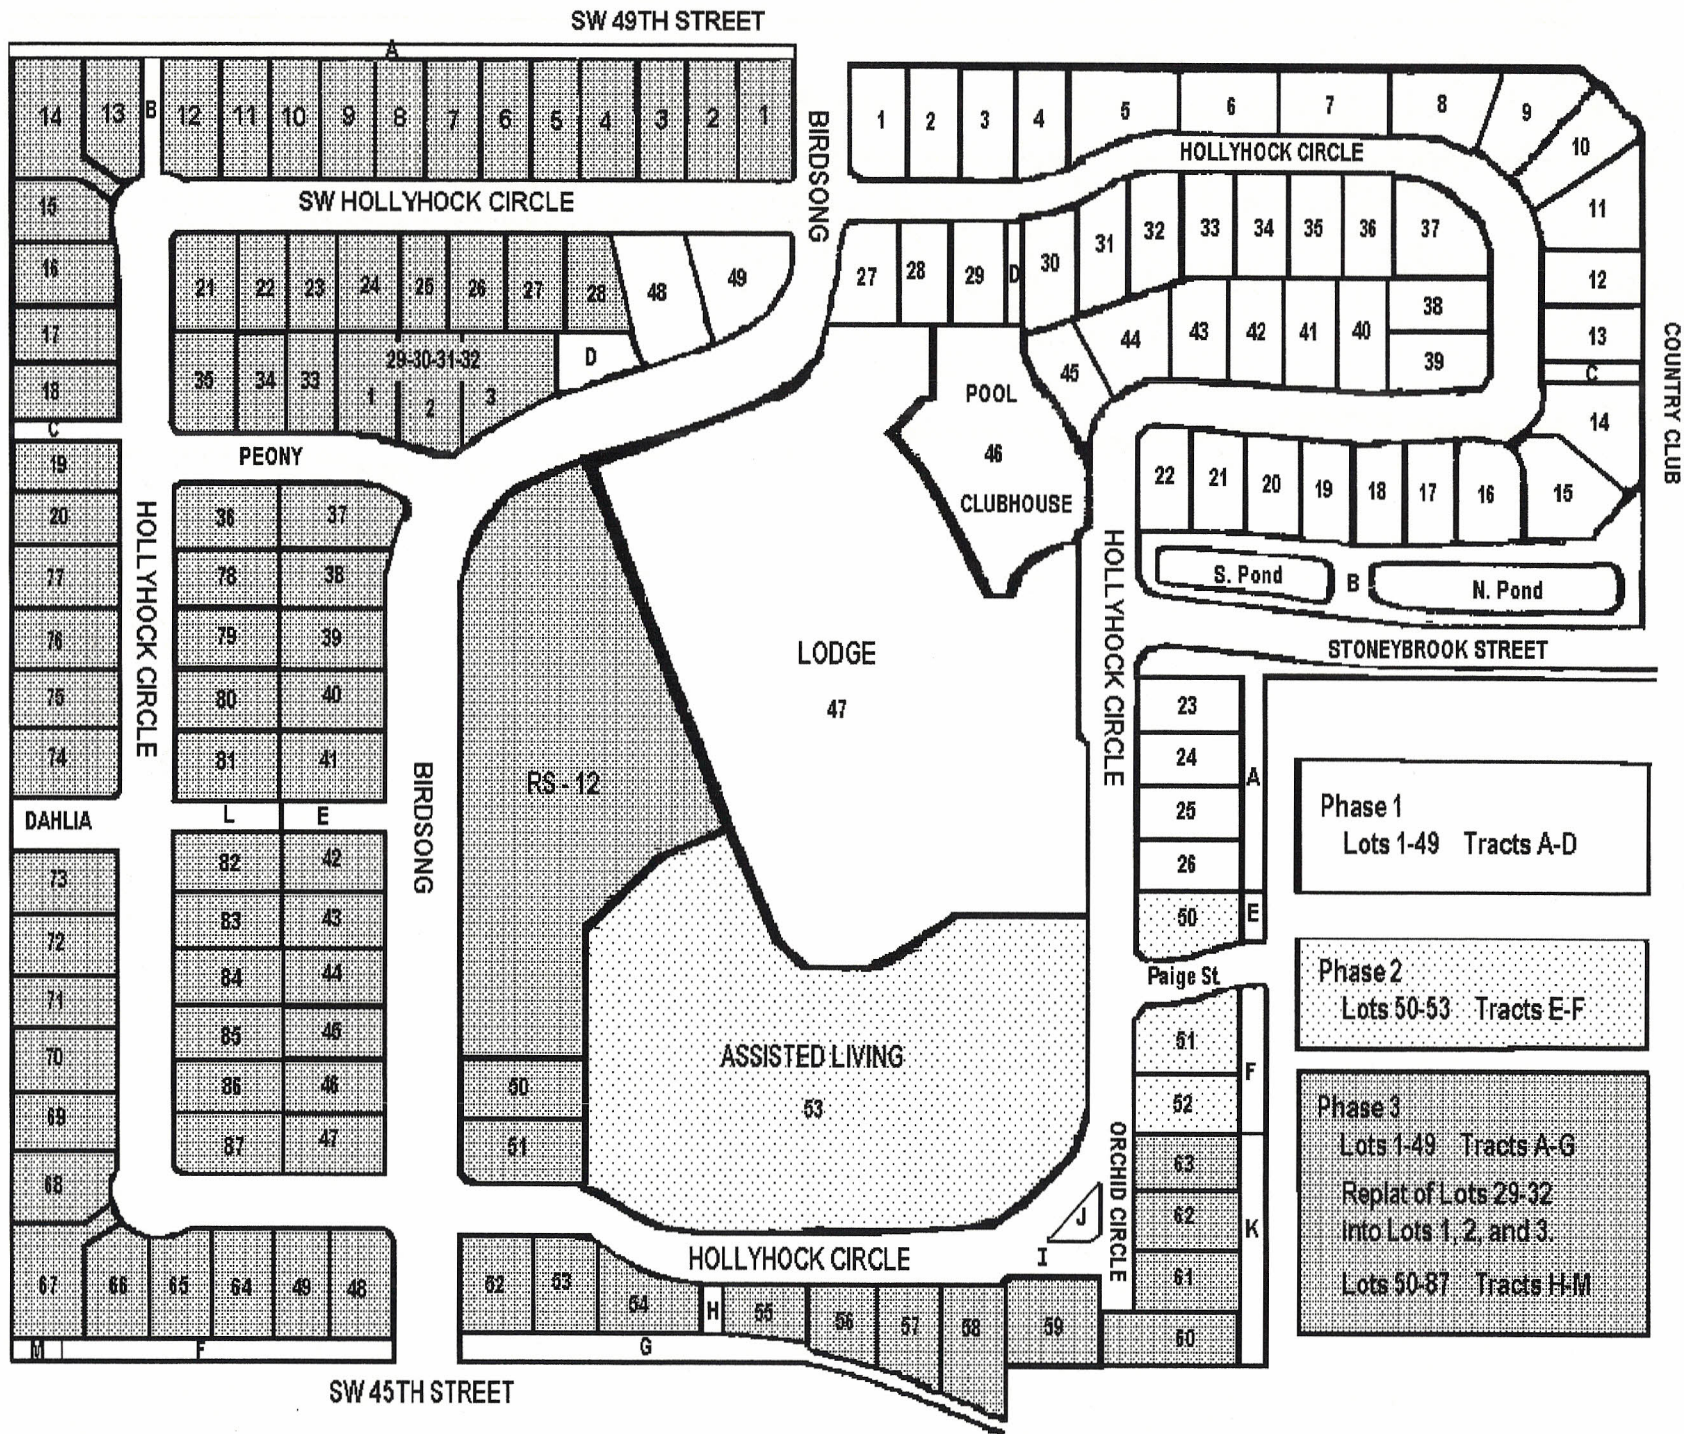 SW 49TH STREET
A
14 13 B 12 11 10 9 8 7 6 5 4 3 2 1
BIRDSONG
1 2 3 4 5 6 7 8 9 10
HOLLYHOCK CIRCLE
SW HOLLYHOCK CIRCLE
15
16
17
18
C
19
20
77
76
75
74
DAHLIA
73
72
71
70
69
68
67
HOLLYHOCK CIRCLE
21 22 23 24 25 26 27 28 48 49
29-30-31-32
35 34 33 1 2 3 D
PEONY
36 37
78 38
79 39
80 40
81 41
L E
82 42
83 43
84 44
85 45
86 46
87 47
BIRDSONG
66 65 64 49 48
M F
SW 45TH STREET
27 28 29 D 30 31 32 33 34 35 36 37
38
39
45 44 43 42 41 40
11
12
13
C
14
COUNTRY CLUB
22 21 20 19 18 17 16 15
S. Pond B N. Pond
STONEYBROOK STREET
POOL
46
CLUBHOUSE
LODGE
47
RS - 12
50
51
ASSISTED LIVING
53
HOLLYHOCK CIRCLE
23
24
25
26
A
50 E
Paige St.
51
52
F
63
62
61
60
K
ORCHID CIRCLE
J
I
HOLLYHOCK CIRCLE
52 53 54 H 55 56 57 58 59
G
Phase 1
Lots 1-49 Tracts A-D
Phase 2
Lots 50-53 Tracts E-F
Phase 3
Lots 1-49 Tracts A-G
Replat of Lots 29-32
into Lots 1, 2, and 3.
Lots 50-87 Tracts H-M